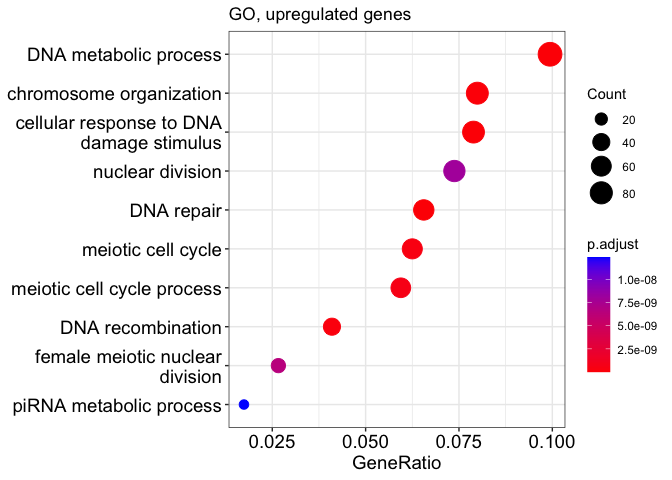 GO, upregulated genes
DNA metabolic process
chromosome organization
cellular response to DNA
damage stimulus
nuclear division
DNA repair
meiotic cell cycle
meiotic cell cycle process
DNA recombination
female meiotic nuclear
division
piRNA metabolic process
0.025 0.050 0.075 0.100
GeneRatio
Count
20
40
60
80
p.adjust
1.0e-08
7.5e-09
5.0e-09
2.5e-09